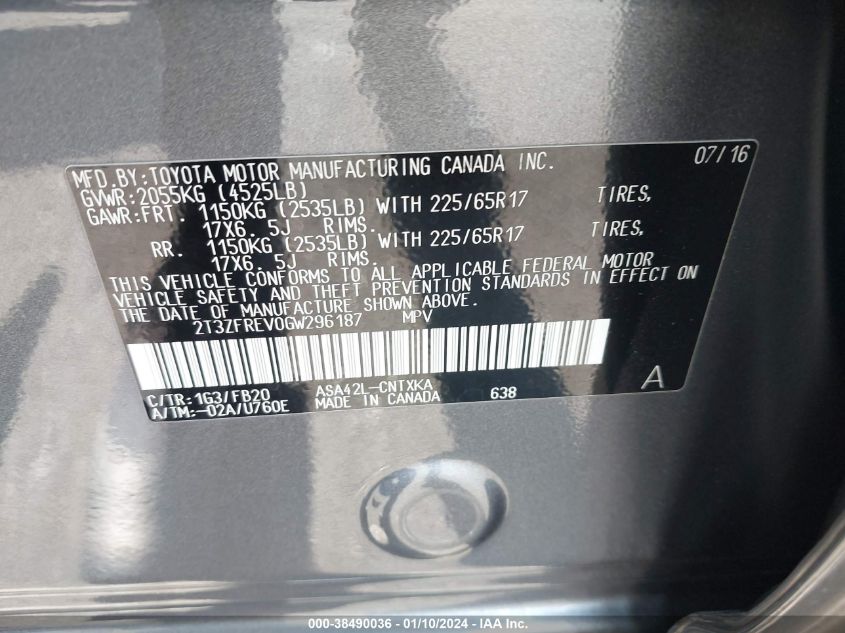 MFD.BY:TOYOTA MOTOR MANUFACTURING CANADA INC. 07/16
GVWR:2055KG (4525LB)
GAWR:FRT. 1150KG (2535LB) WITH 225/65R17 TIRES,
17X6. 5J RIMS.
RR. 1150KG (2535LB) WITH 225/65R17 TIRES,
17X6. 5J RIMS.
THIS VEHICLE CONFORMS TO ALL APPLICABLE FEDERAL MOTOR
VEHICLE SAFETY AND THEFT PREVENTION STANDARDS IN EFFECT ON
THE DATE OF MANUFACTURE SHOWN ABOVE.
2T3ZFREV0GW296187 MPV
C/TR:1G3/FB20 ASA42L-CNTXKA 638 A
A/TM:-02A/U760E MADE IN CANADA
000-38490036 - 01/10/2024 - IAA Inc.